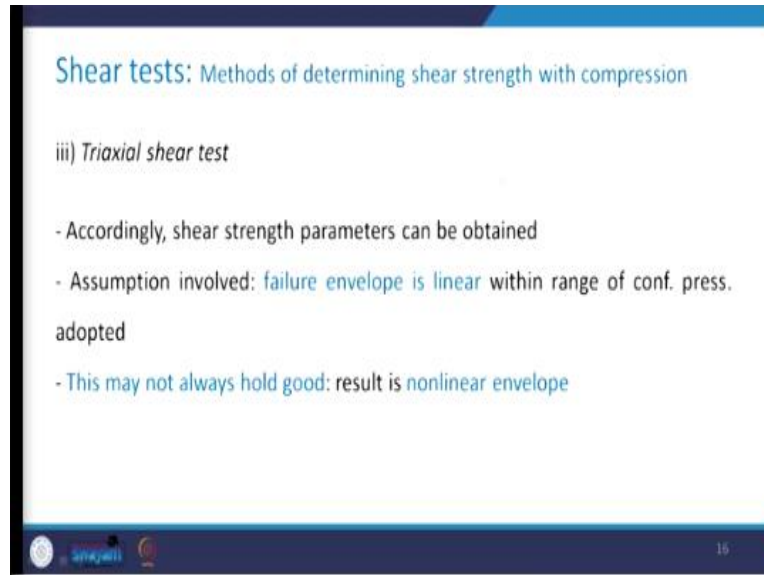 Shear tests: Methods of determining shear strength with compression
iii) Triaxial shear test
- Accordingly, shear strength parameters can be obtained
- Assumption involved: failure envelope is linear within range of conf. press.
adopted
- This may not always hold good: result is nonlinear envelope
swayam
16